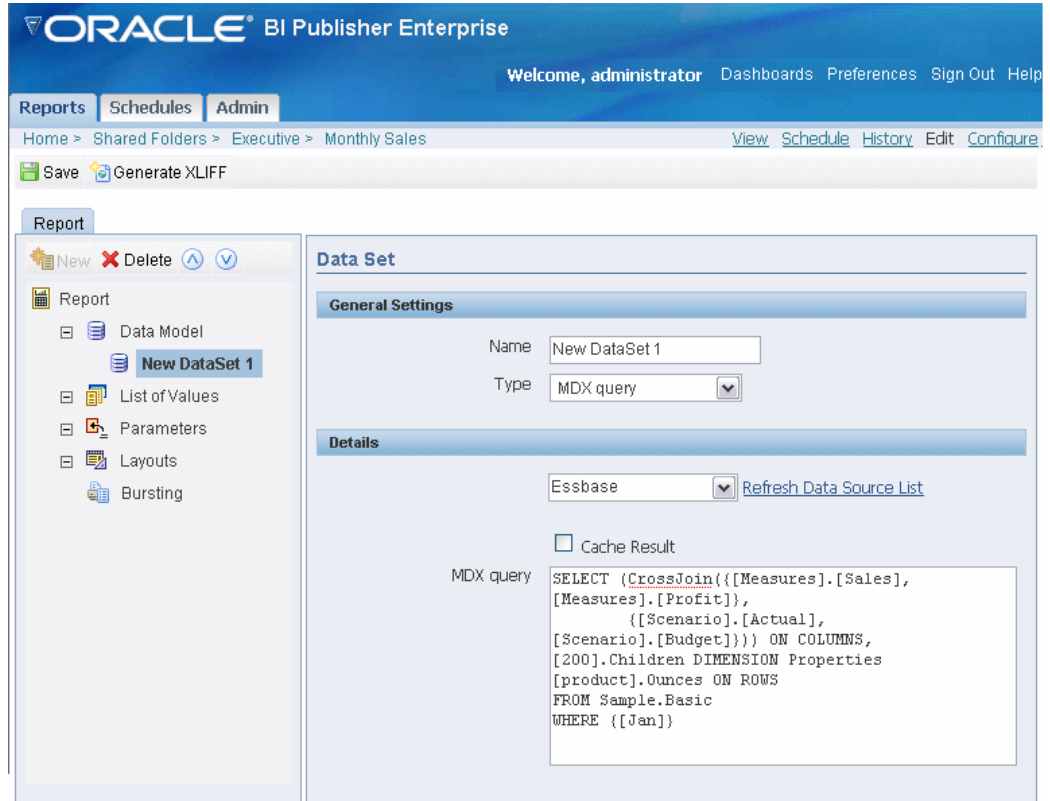 ORACLE® BI Publisher Enterprise
Welcome, administrator Dashboards Preferences Sign Out Help
Reports Schedules Admin
Home > Shared Folders > Executive > Monthly Sales View Schedule History Edit Configure
Save Generate XLIFF
Report
New Delete
Data Set
Report
General Settings
Data Model
Name New DataSet 1
New DataSet 1
Type MDX query
List of Values
Parameters
Details
Layouts
Essbase Refresh Data Source List
Bursting
Cache Result
MDX query
SELECT (CrossJoin({[Measures].[Sales],
[Measures].[Profit]},
{[Scenario].[Actual],
[Scenario].[Budget]})) ON COLUMNS,
[200].Children DIMENSION Properties
[product].Ounces ON ROWS
FROM Sample.Basic
WHERE {[Jan]}